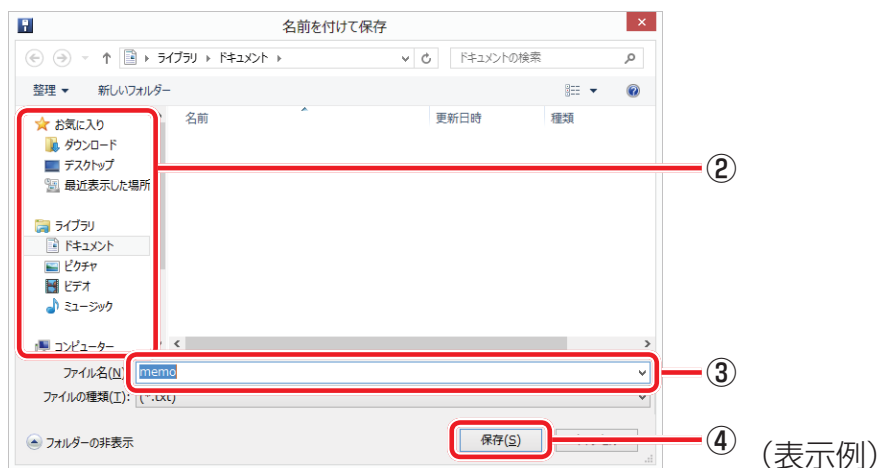 名前を付けて保存
ライブラリ ▸ ドキュメント ▸
ドキュメントの検索
整理 ▼ 新しいフォルダー
お気に入り
ダウンロード
デスクトップ
最近表示した場所
ライブラリ
ドキュメント
ピクチャ
ビデオ
ミュージック
コンピューター
名前 更新日時 種類
②
ファイル名(N) memo
③
ファイルの種類(T): (*.txt)
フォルダーの非表示
保存(S)
④
(表示例)